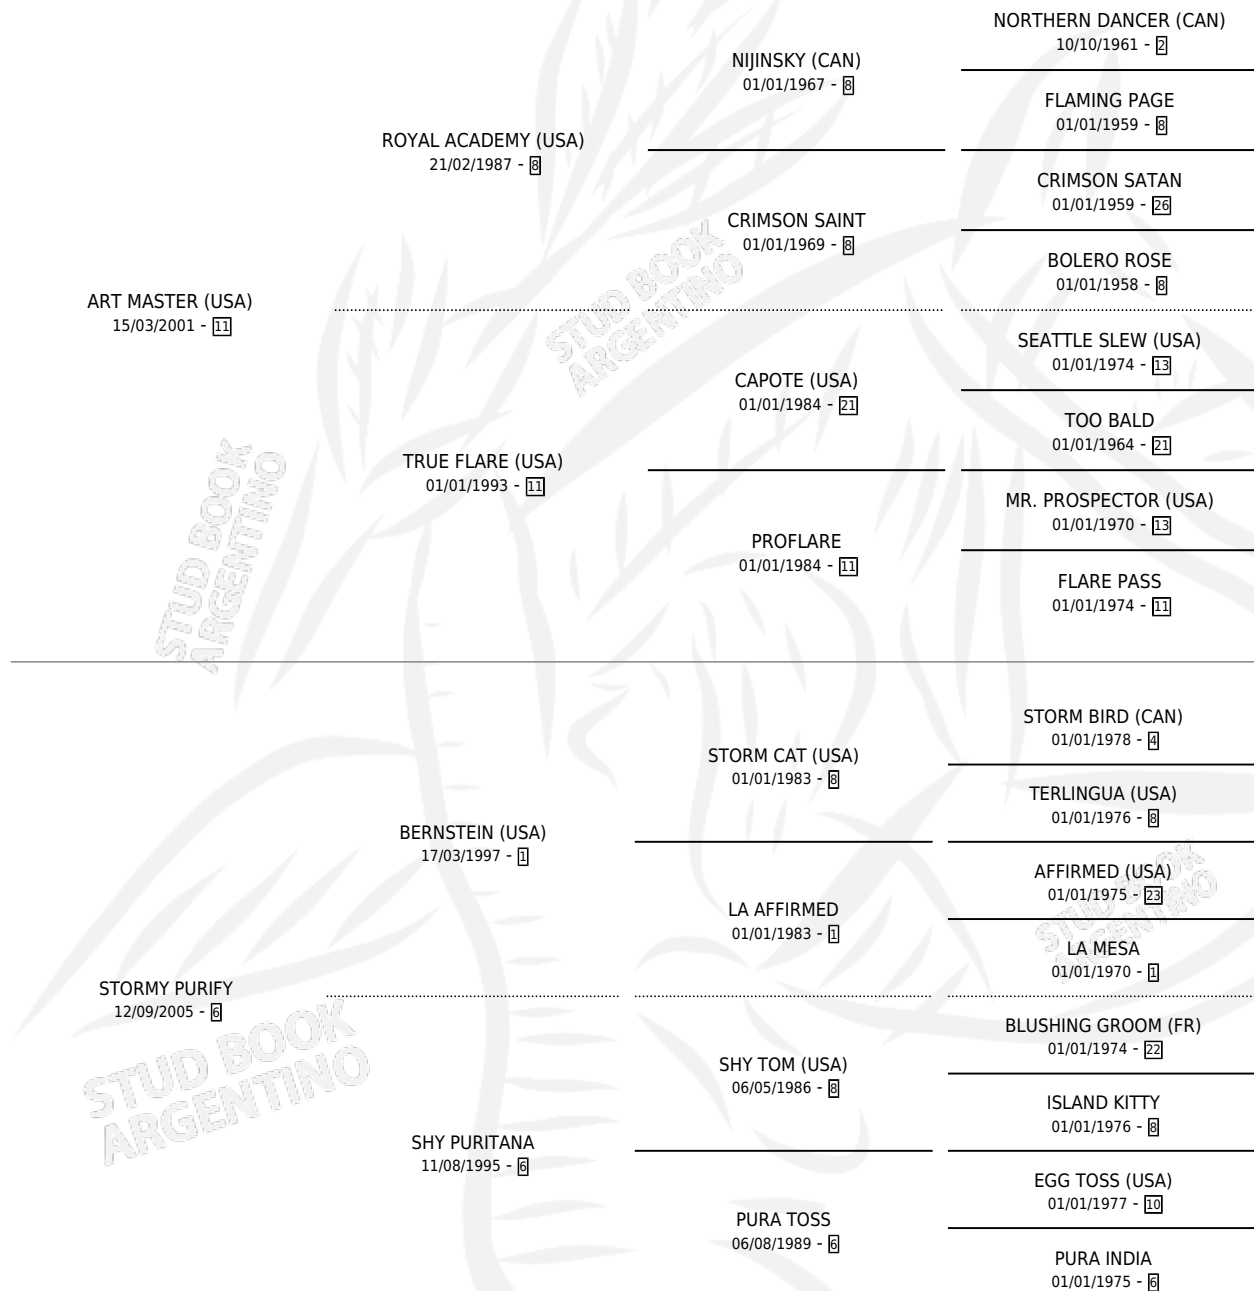 NORTHERN DANCER (CAN)
10/10/1961 - 2
NIJINSKY (CAN)
01/01/1967 - 8
FLAMING PAGE
01/01/1959 - 8
ROYAL ACADEMY (USA)
21/02/1987 - 8
CRIMSON SATAN
01/01/1959 - 26
CRIMSON SAINT
01/01/1969 - 8
BOLERO ROSE
01/01/1958 - 8
ART MASTER (USA)
15/03/2001 - 11
SEATTLE SLEW (USA)
01/01/1974 - 13
CAPOTE (USA)
01/01/1984 - 21
TOO BALD
01/01/1964 - 21
TRUE FLARE (USA)
01/01/1993 - 11
MR. PROSPECTOR (USA)
01/01/1970 - 13
PROFLARE
01/01/1984 - 11
FLARE PASS
01/01/1974 - 11
STORM BIRD (CAN)
01/01/1978 - 4
STORM CAT (USA)
01/01/1983 - 8
TERLINGUA (USA)
01/01/1976 - 8
BERNSTEIN (USA)
17/03/1997 - 1
AFFIRMED (USA)
01/01/1975 - 23
LA AFFIRMED
01/01/1983 - 1
LA MESA
01/01/1970 - 1
STORMY PURIFY
12/09/2005 - 6
BLUSHING GROOM (FR)
01/01/1974 - 22
SHY TOM (USA)
06/05/1986 - 8
ISLAND KITTY
01/01/1976 - 8
SHY PURITANA
11/08/1995 - 6
EGG TOSS (USA)
01/01/1977 - 10
PURA TOSS
06/08/1989 - 6
PURA INDIA
01/01/1975 - 6
STUD BOOK
ARGENTINO
STUD BOOK
ARGENTINO
STUD BOOK
ARGENTINO
STUD BOOK
ARGENTINO